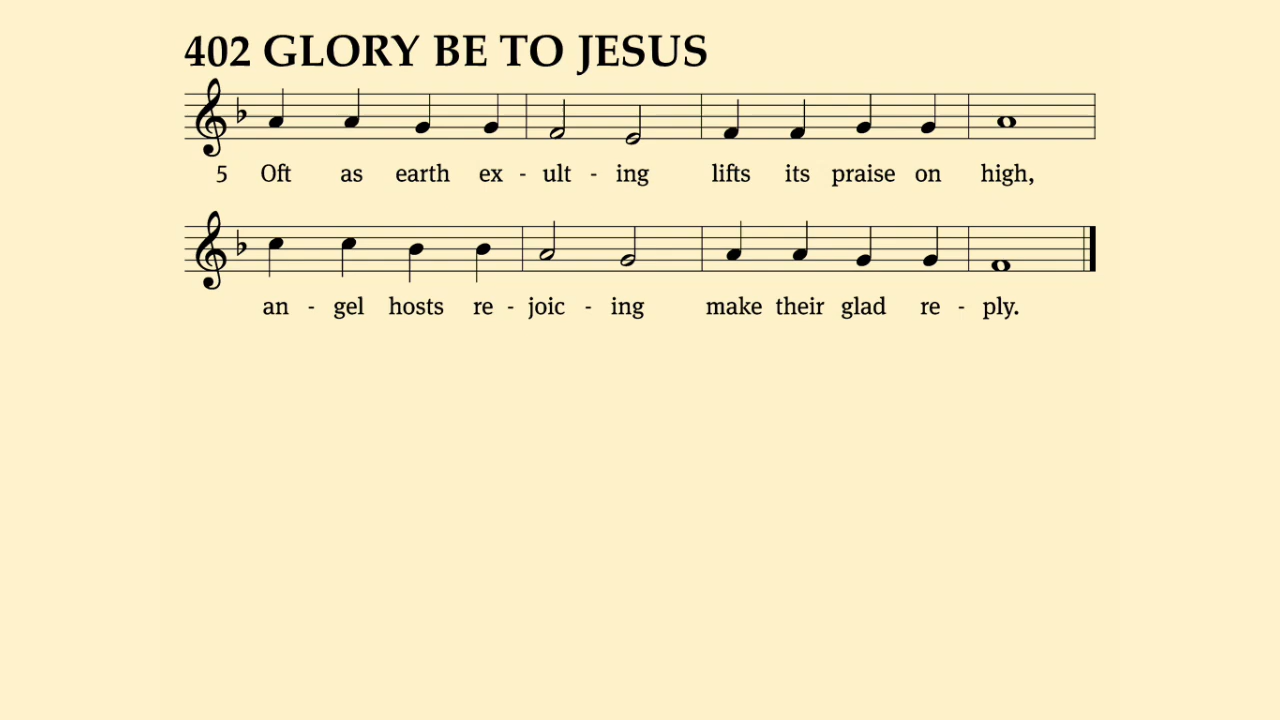 402 GLORY BE TO JESUS
5 Oft as earth ex - ult - ing lifts its praise on high,
an - gel hosts re - joic - ing make their glad re - ply.